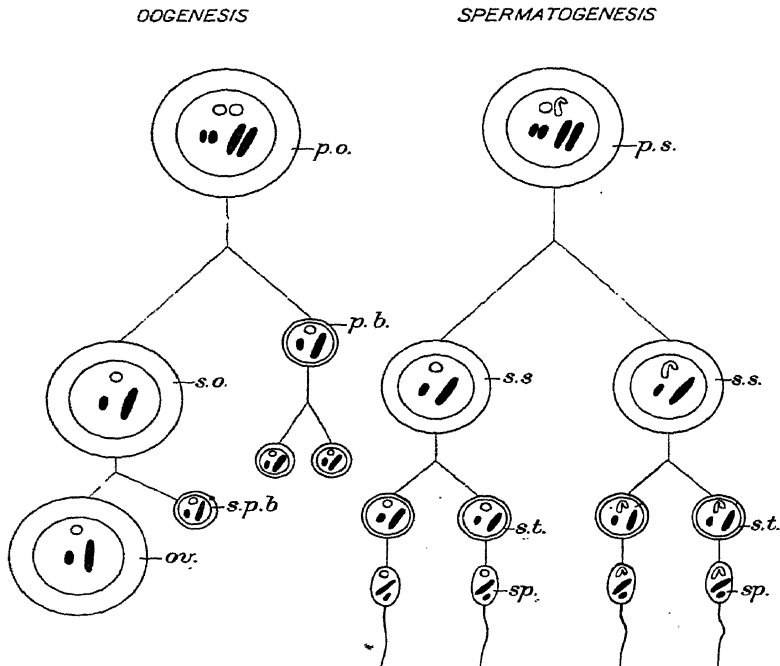 OOGENESIS
SPERMATOGENESIS
p.o.
p.s.
p.b.
s.o.
s.s
s.s.
s.p.b
s.t.
s.t.
ov.
sp.
sp.